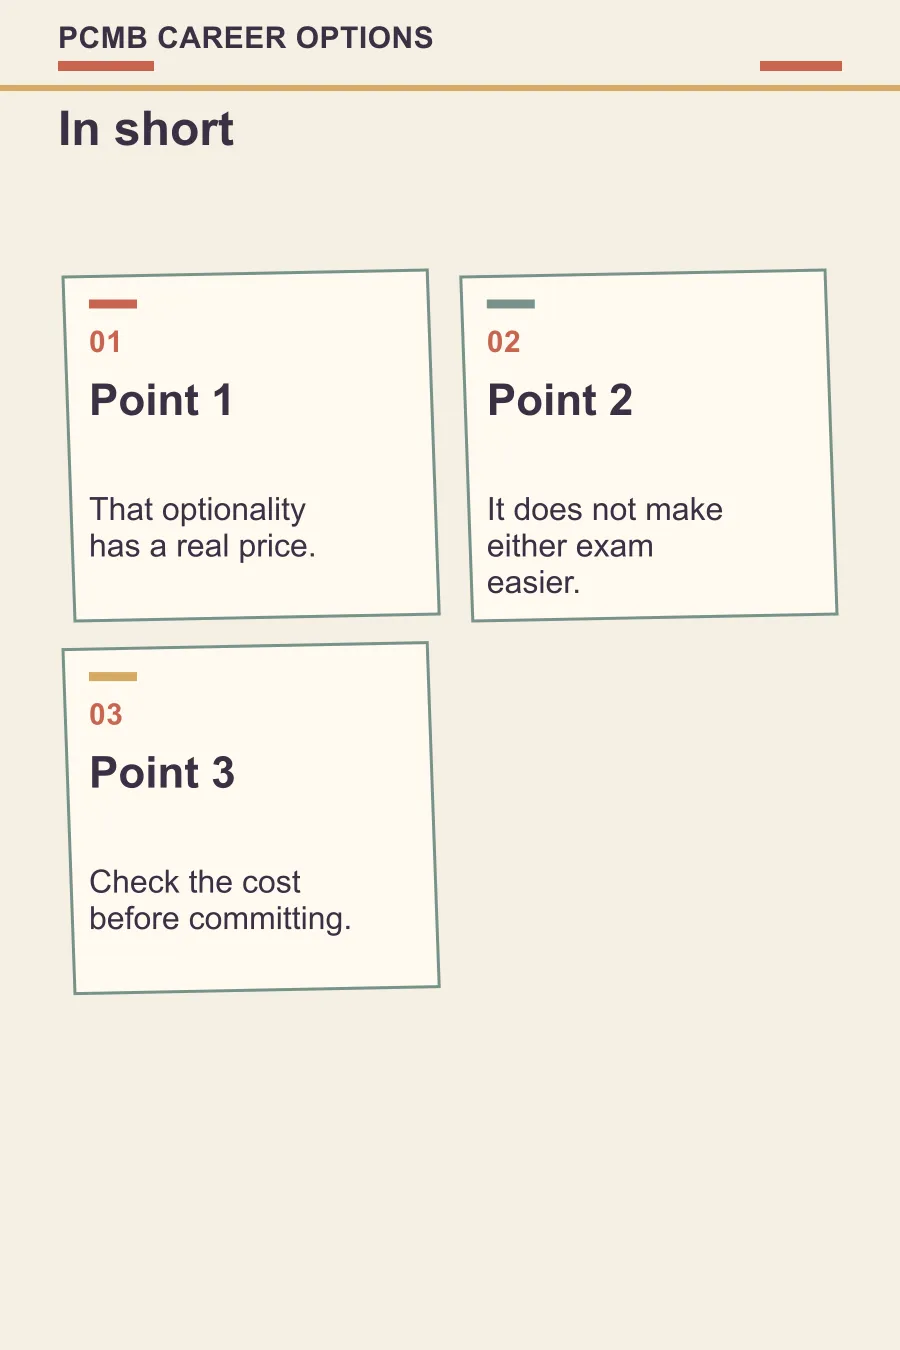 PCMB CAREER OPTIONS
In short
01
Point 1
That optionality
has a real price.
02
Point 2
It does not make
either exam
easier.
03
Point 3
Check the cost
before committing.